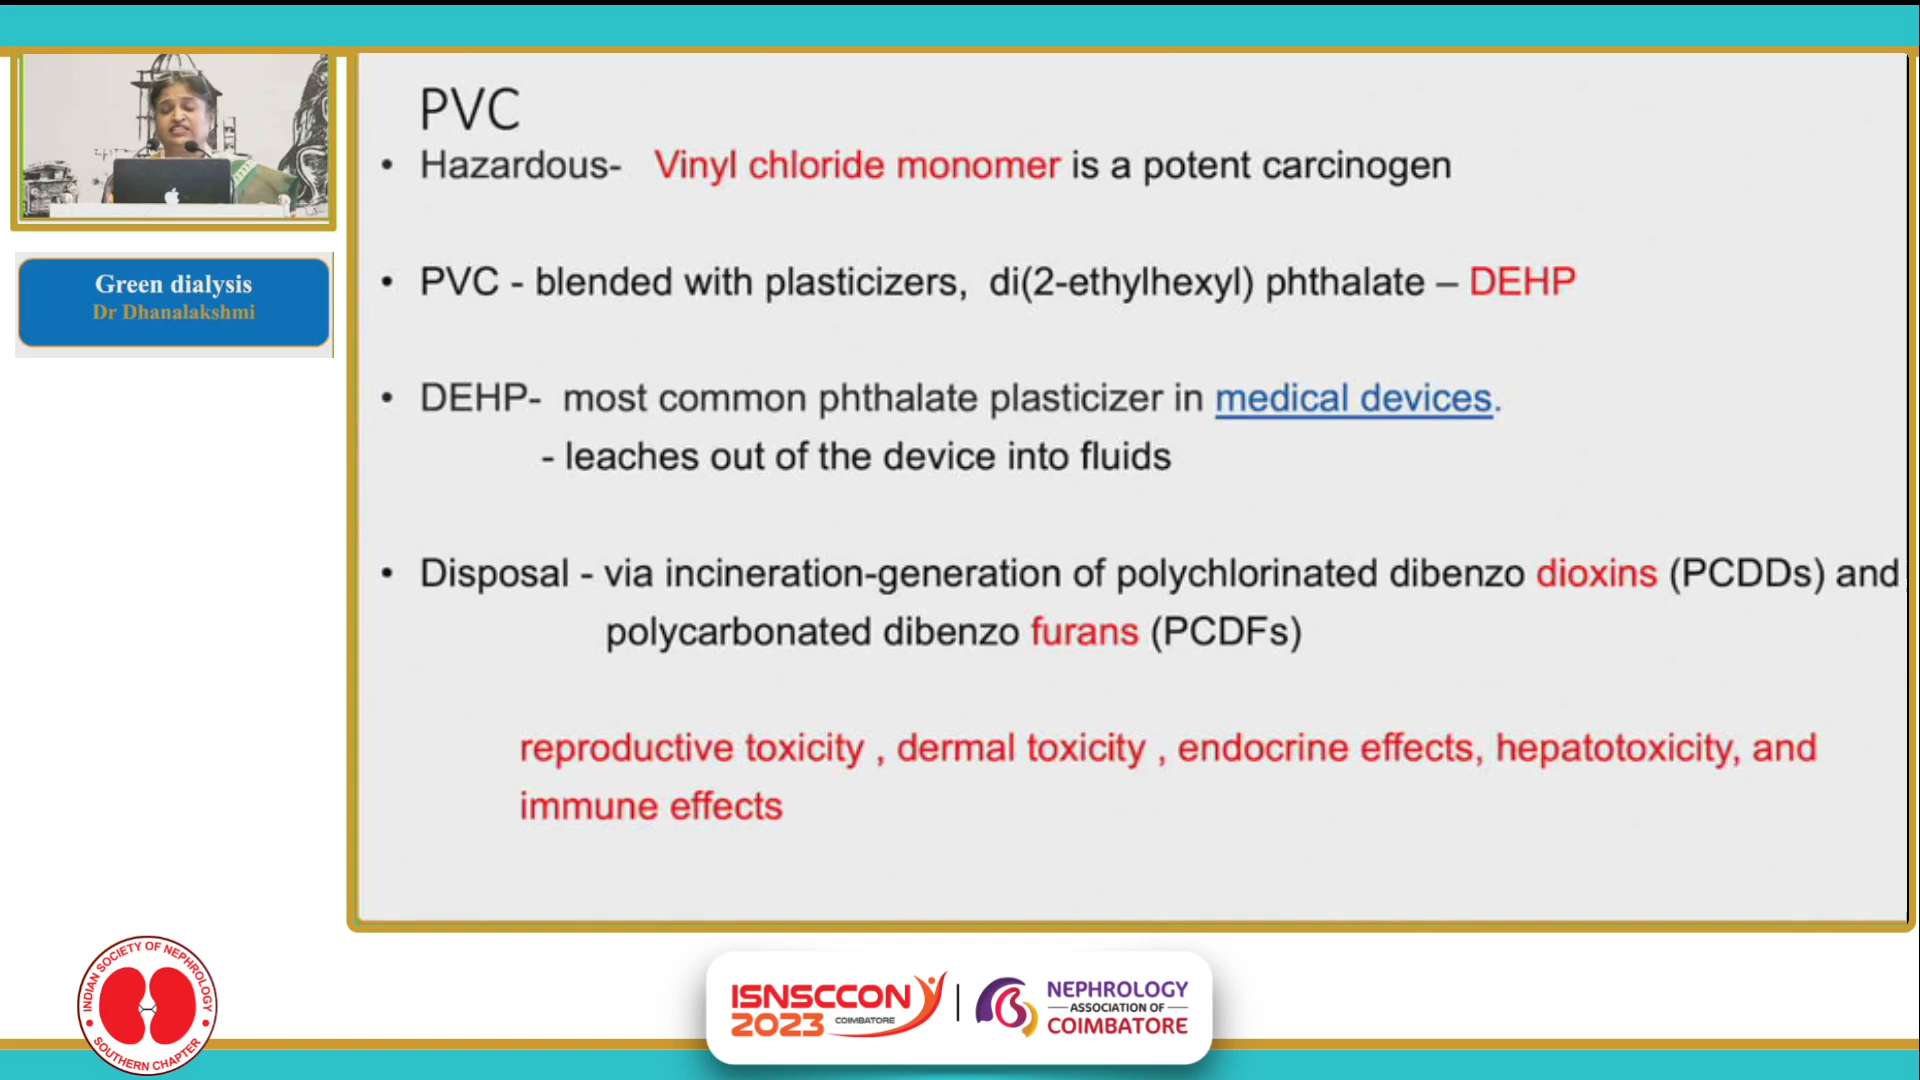 PVC
• Hazardous- Vinyl chloride monomer is a potent carcinogen
• PVC - blended with plasticizers, di(2-ethylhexyl) phthalate – DEHP
• DEHP- most common phthalate plasticizer in medical devices.
- leaches out of the device into fluids
• Disposal - via incineration-generation of polychlorinated dibenzo dioxins (PCDDs) and
polycarbonated dibenzo furans (PCDFs)
reproductive toxicity , dermal toxicity , endocrine effects, hepatotoxicity, and
immune effects
Green dialysis
Dr Dhanalakshmi
INDIAN SOCIETY OF NEPHROLOGY
SOUTHERN CHAPTER
ISNSCCON
2023 COIMBATORE
NEPHROLOGY
ASSOCIATION OF
COIMBATORE